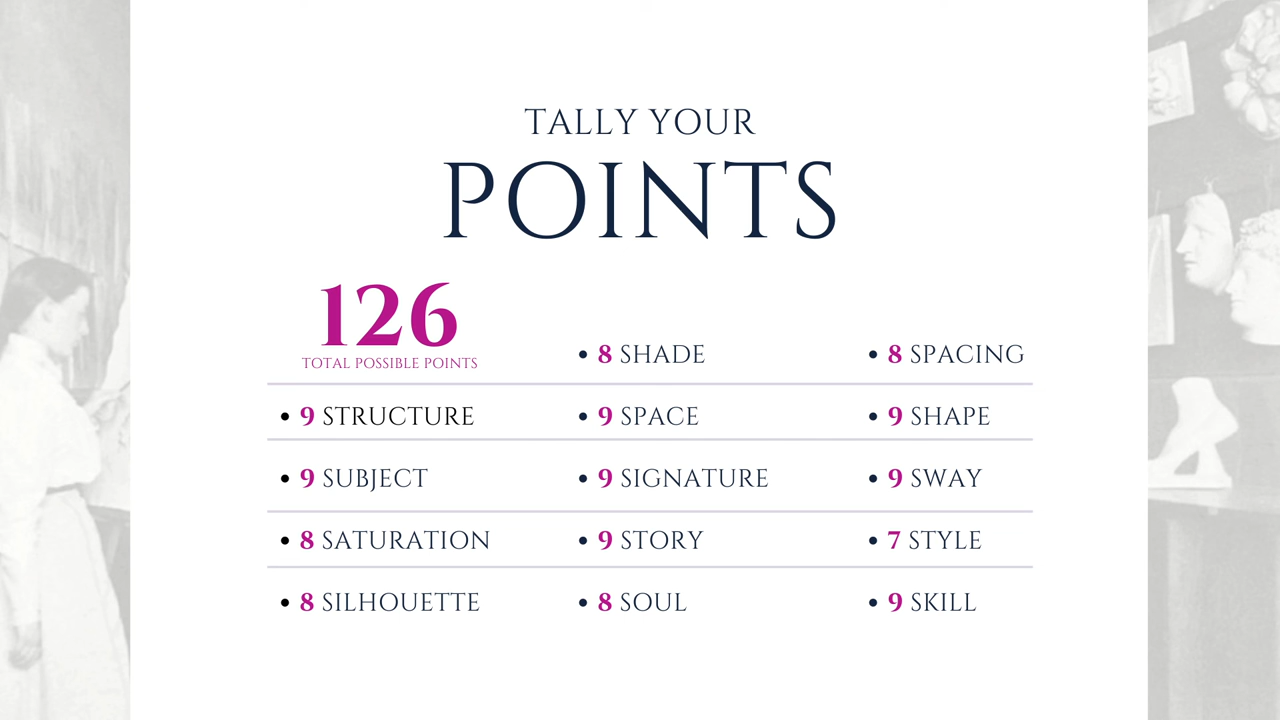 TALLY YOUR
POINTS
126
TOTAL POSSIBLE POINTS
• 9 STRUCTURE
• 9 SUBJECT
• 8 SATURATION
• 8 SILHOUETTE
• 8 SHADE
• 9 SPACE
• 9 SIGNATURE
• 9 STORY
• 8 SOUL
• 8 SPACING
• 9 SHAPE
• 9 SWAY
• 7 STYLE
• 9 SKILL